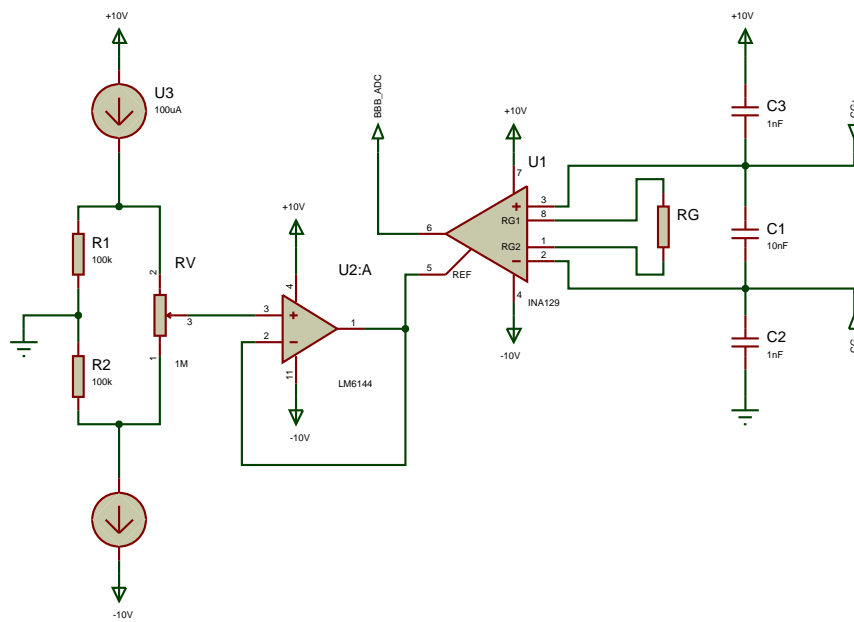 +10V
+10V
U3
100uA
BBB_ADC
C3
1nF
+10V
U1
7
3
8
RG1
RG
R1
100k
RV
2
+10V
6
C1
10nF
RG2
1
2
U2:A
5
REF
4
INA129
4
3
3
1
2
-10V
C2
1nF
R2
100k
1
1M
11
LM6144
-10V
-10V